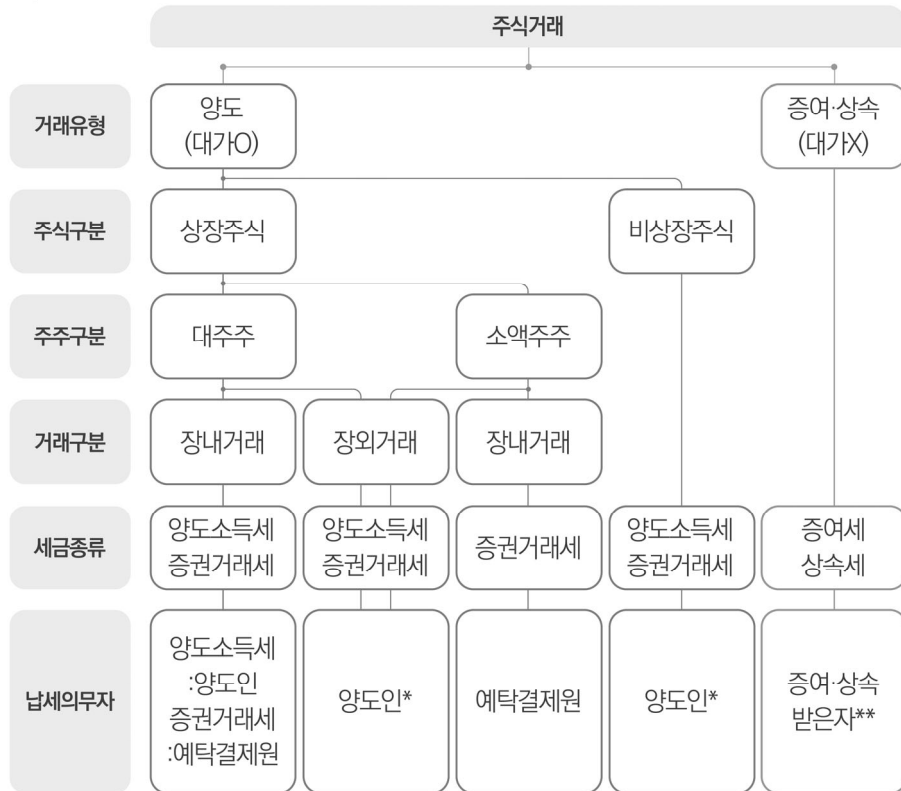 주식거래
거래유형
양도
(대가O)
증여·상속
(대가X)
주식구분
상장주식
비상장주식
주주구분
대주주
소액주주
거래구분
장내거래
장외거래
장내거래
세금종류
양도소득세
증권거래세
양도소득세
증권거래세
증권거래세
양도소득세
증권거래세
증여세
상속세
납세의무자
양도소득세
:양도인
증권거래세
:예탁결제원
양도인*
예탁결제원
양도인*
증여·상속
받은자**